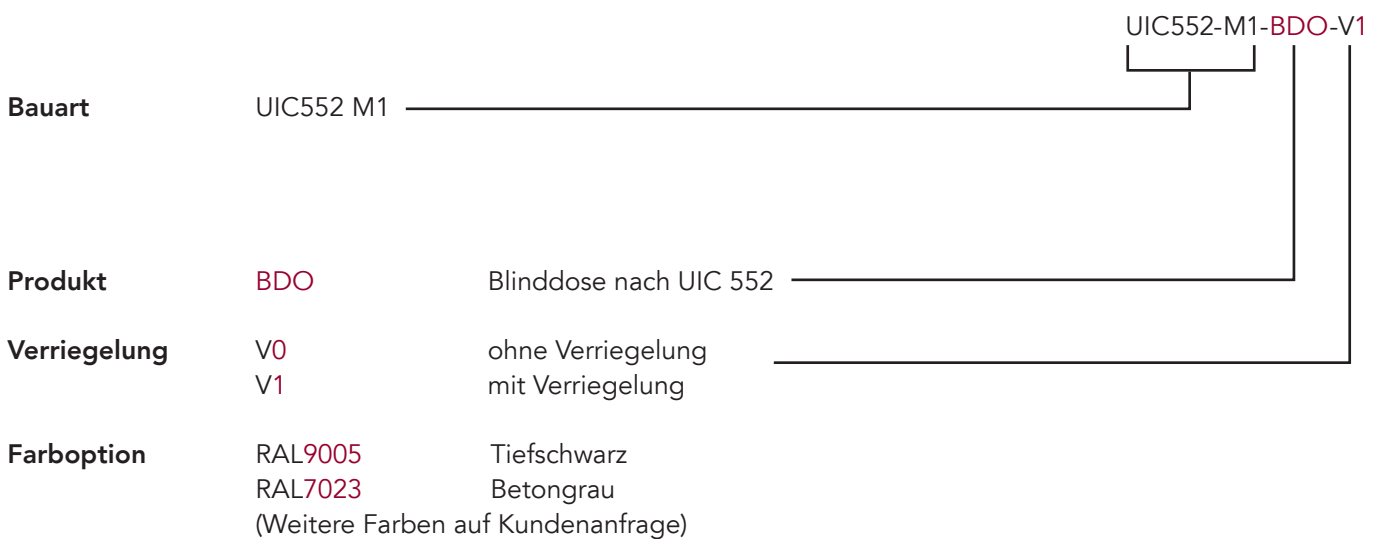 UIC552-M1-BDO-V1
Bauart UIC552 M1
Produkt BDO Blinddose nach UIC 552
Verriegelung V0 ohne Verriegelung
V1 mit Verriegelung
Farboption RAL9005 Tiefschwarz
RAL7023 Betongrau
(Weitere Farben auf Kundenanfrage)